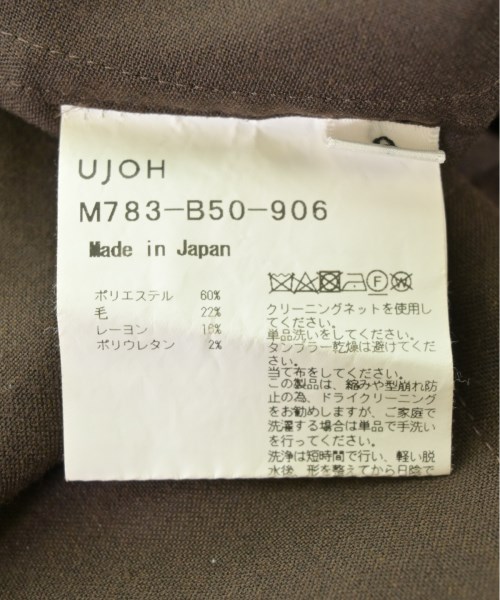 UJOH
M783-B50-906
Made in Japan
ポリエステル 60%
毛 22%
レーヨン 16%
ポリウレタン 2%
F W
クリーニングネットを使用し
てください。
単品洗いをしてください。
タンブラー乾燥は避けてくだ
さい。
当て布をしてください。
この製品は、縮みや型崩れ防
止の為、ドライクリーニング
をお勧めしますが、ご家庭で
洗濯する場合は単品で手洗い
を行ってください。
洗浄は短時間で行い、軽い脱
水後、形を整えてから日陰で